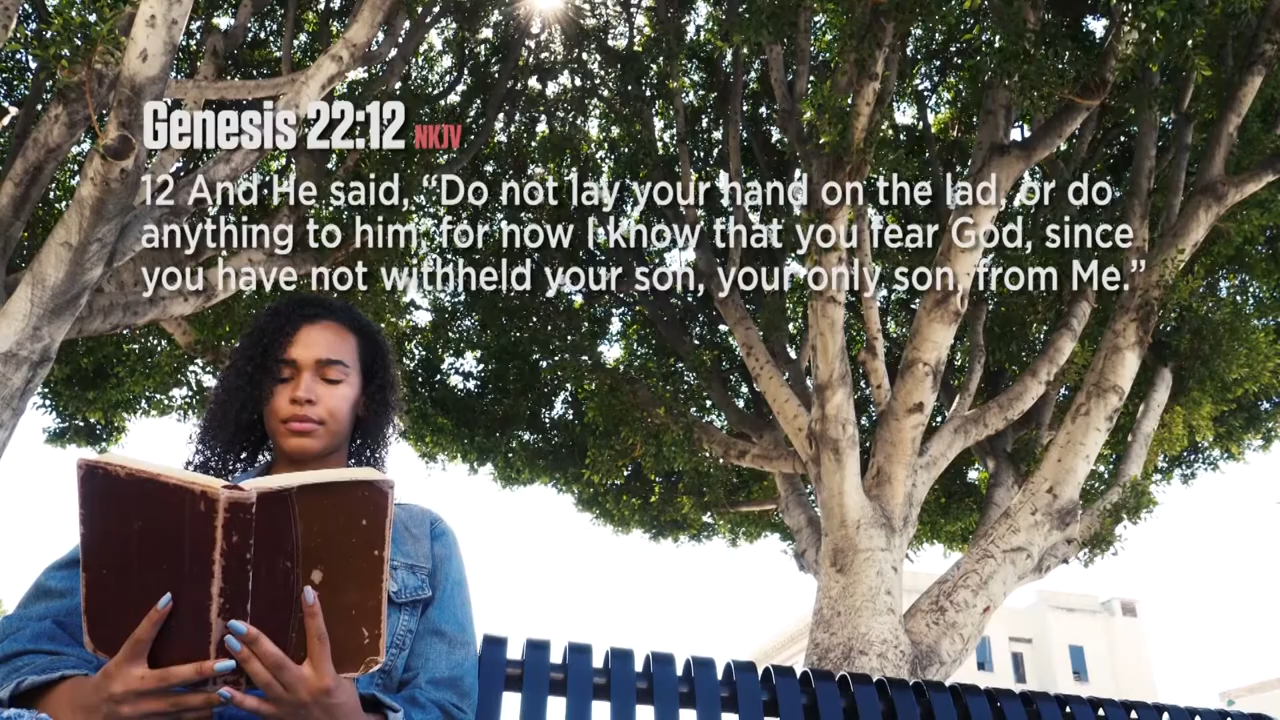 Genesis 22:12 NKJV
12 And He said, “Do not lay your hand on the lad, or do
anything to him, for now I know that you fear God, since
you have not withheld your son, your only son, from Me.”